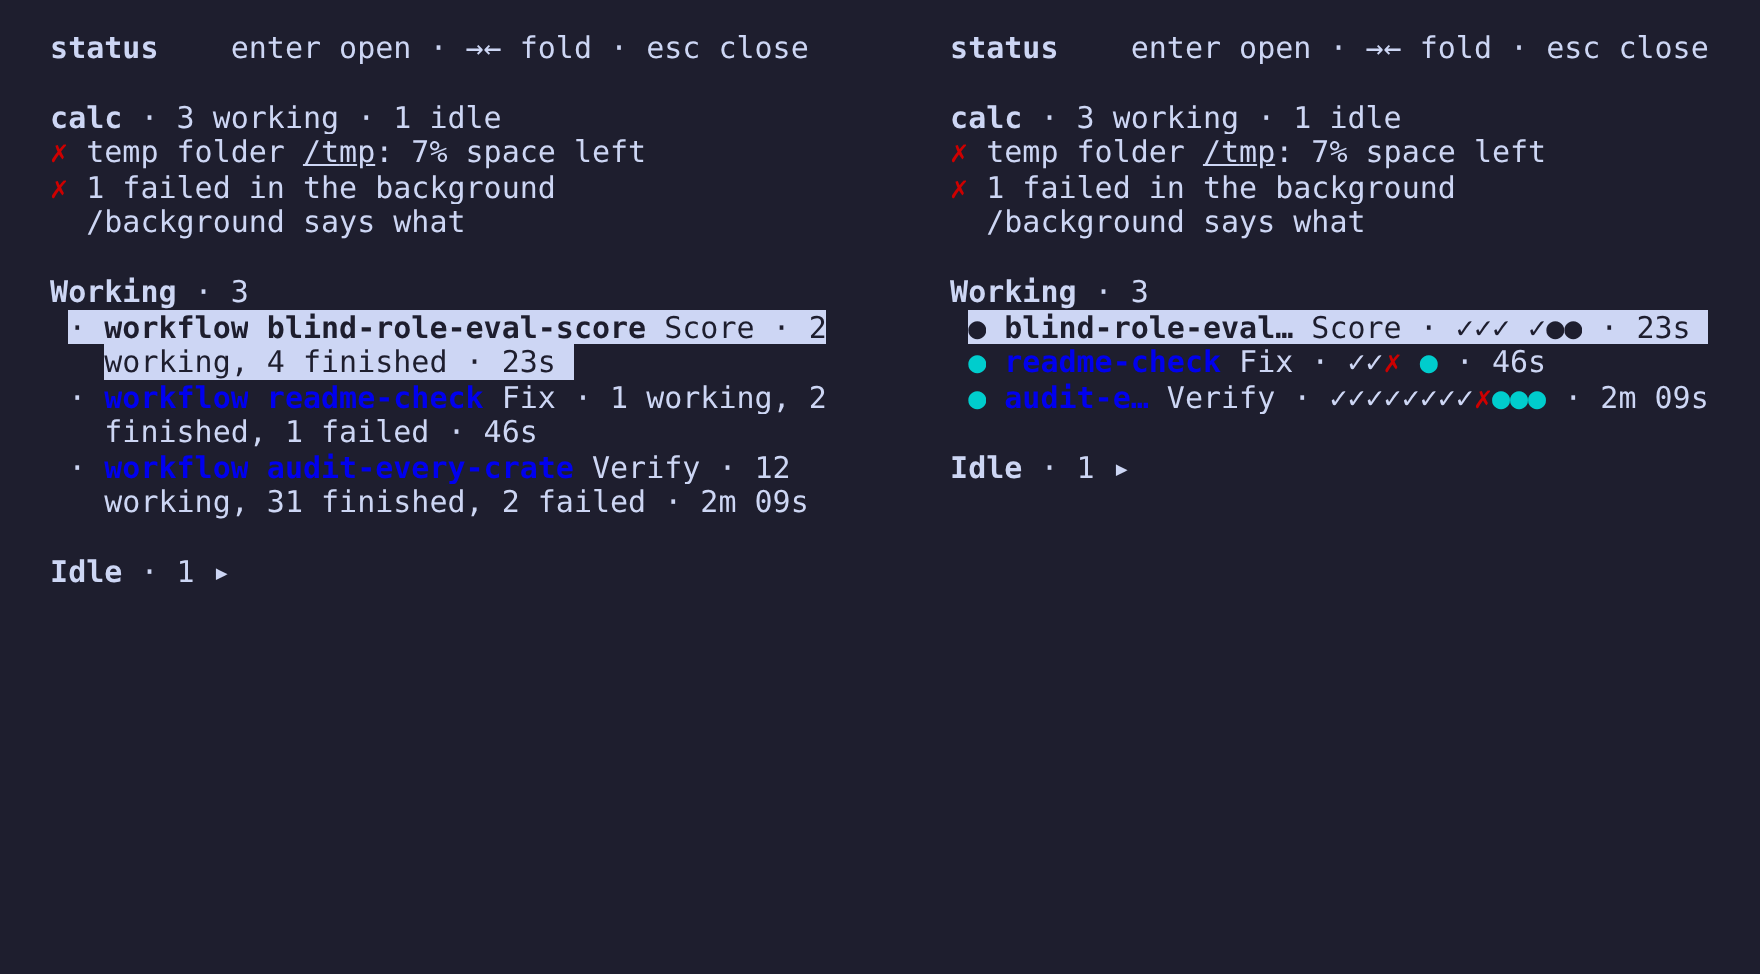 status    enter open · →← fold · esc close
calc · 3 working · 1 idle
✗ temp folder /tmp: 7% space left
✗ 1 failed in the background
/background says what
Working · 3
· workflow blind-role-eval-score Score · 2
working, 4 finished · 23s
· workflow readme-check Fix · 1 working, 2
finished, 1 failed · 46s
· workflow audit-every-crate Verify · 12
working, 31 finished, 2 failed · 2m 09s
Idle · 1 ▸
status    enter open · →← fold · esc close
calc · 3 working · 1 idle
✗ temp folder /tmp: 7% space left
✗ 1 failed in the background
/background says what
Working · 3
● blind-role-eval… Score · ✓✓✓ ✓●● · 23s
● readme-check Fix · ✓✓✗ ● · 46s
● audit-e… Verify · ✓✓✓✓✓✓✓✓✗●●● · 2m 09s
Idle · 1 ▸